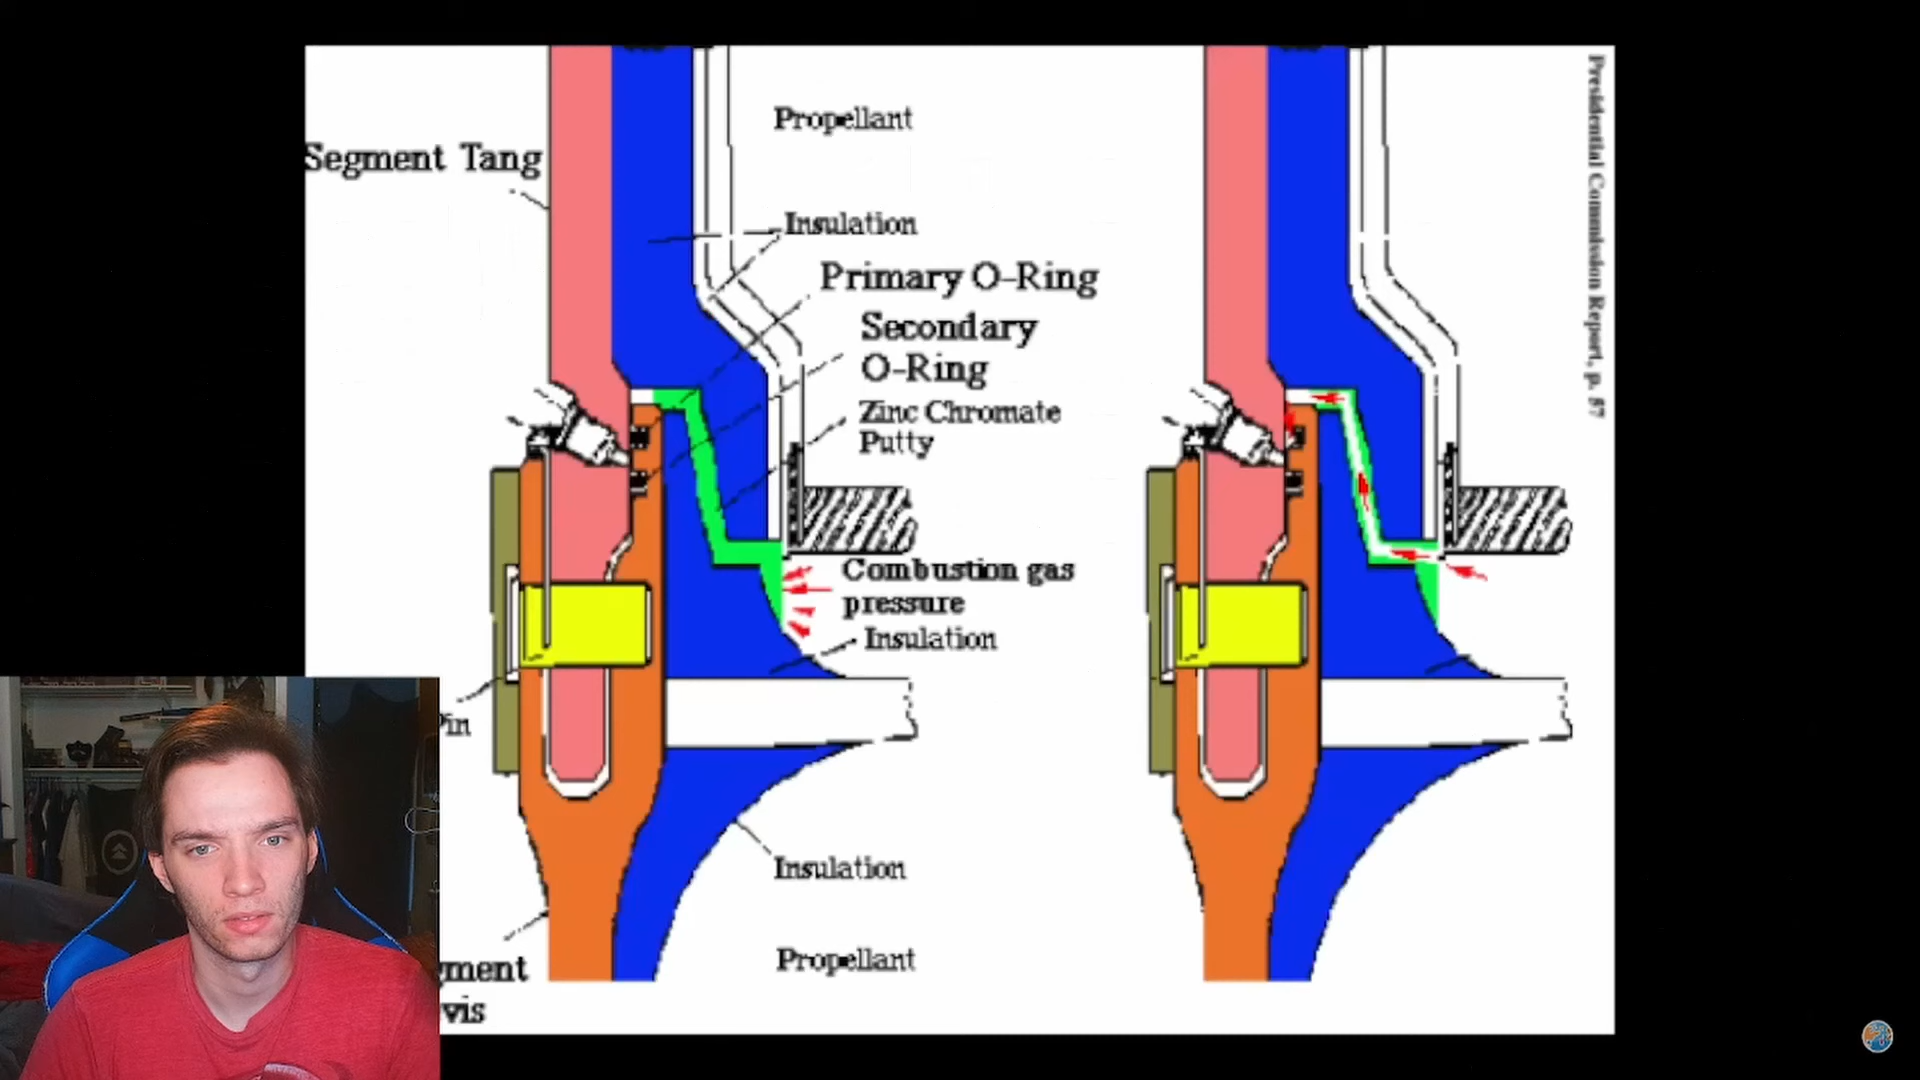 Propellant
Segment Tang
Insulation
Primary O-Ring
Secondary
O-Ring
Zinc Chromate
Putty
Combustion gas
pressure
Insulation
Pin
Insulation
Propellant
gment
vis
Presidential Commission Report, p. 57